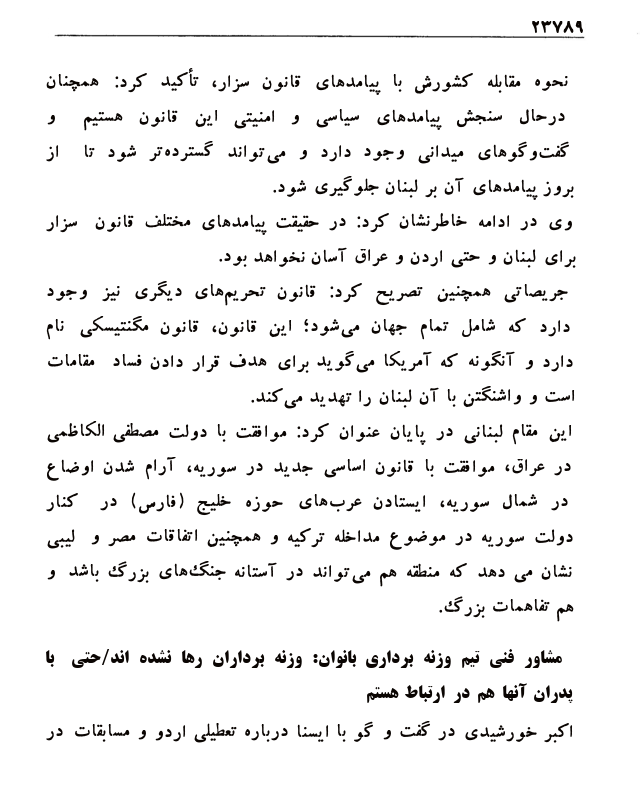 ۲۳۷۸۹
نحوه مقابله کشورش با پیامدهای قانون سزار، تأکید کرد: همچنان
درحال سنجش پیامدهای سیاسی و امنیتی این قانون هستیم و
گفت‌وگوهای میدانی وجود دارد و می‌تواند گسترده‌تر شود تا از
بروز پیامدهای آن بر لبنان جلوگیری شود.
وی در ادامه خاطرنشان کرد: در حقیقت پیامدهای مختلف قانون سزار
برای لبنان و حتی اردن و عراق آسان نخواهد بود.
جریصاتی همچنین تصریح کرد: قانون تحریم‌های دیگری نیز وجود
دارد که شامل تمام جهان می‌شود؛ این قانون، قانون مگنتیسکی نام
دارد و آنگونه که آمریکا می‌گوید برای هدف قرار دادن فساد مقامات
است و واشنگتن با آن لبنان را تهدید می‌کند.
این مقام لبنانی در پایان عنوان کرد: موافقت با دولت مصطفی الکاظمی
در عراق، موافقت با قانون اساسی جدید در سوریه، آرام شدن اوضاع
در شمال سوریه، ایستادن عرب‌های حوزه خلیج (فارس) در کنار
دولت سوریه در موضوع مداخله ترکیه و همچنین اتفاقات مصر و لیبی
نشان می دهد که منطقه هم می‌تواند در آستانه جنگ‌های بزرگ باشد و
هم تفاهمات بزرگ.
مشاور فنی تیم وزنه برداری بانوان: وزنه برداران رها نشده اند/حتی با
پدران آنها هم در ارتباط هستم
اکبر خورشیدی در گفت و گو با ایسنا درباره تعطیلی اردو و مسابقات در